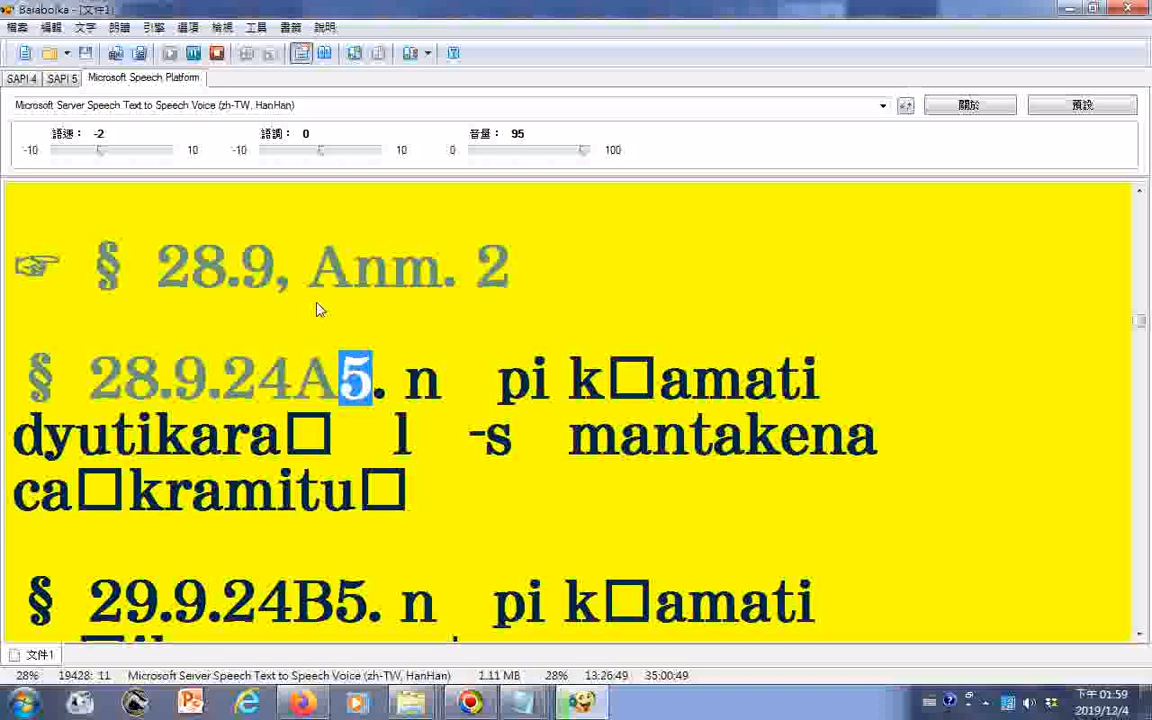 Balabolka - [文件1]
檔案 編輯 文字 朗讀 引擎 選項 檢視 工具 書籤 說明
SAPI 4 SAPI 5 Microsoft Speech Platform
Microsoft Server Speech Text to Speech Voice (zh-TW, HanHan) 關於 預設
語速： -2 語調： 0 音量： 95
-10 10 -10 10 0 100
☞ § 28.9, Anm. 2
§ 28.9.24A5. n pi k□amati
dyutikara□ l -s mantakena
ca□kramitu□
§ 29.9.24B5. n pi k□amati
文件1
28% 19428: 11 Microsoft Server Speech Text to Speech Voice (zh-TW, HanHan) 1.11 MB 28% 13:26:49 35:00:49
下午 01:59
2019/12/4